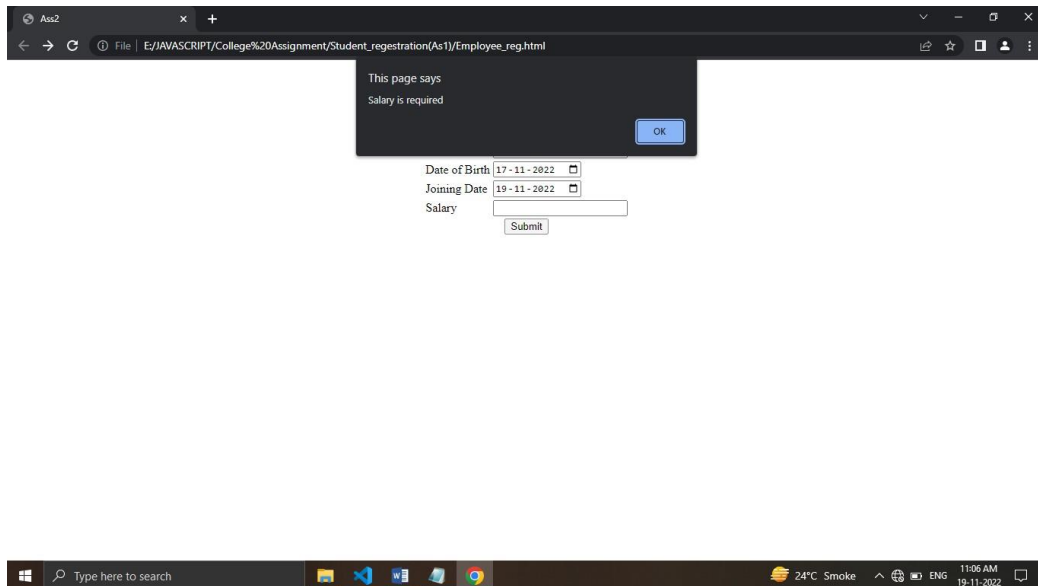 Ass2
File E:/JAVASCRIPT/College%20Assignment/Student_regestration(As1)/Employee_reg.html
This page says
Salary is required
OK
Date of Birth 17-11-2022
Joining Date 19-11-2022
Salary
Submit
Type here to search
24°C Smoke
ENG
11:06 AM
19-11-2022